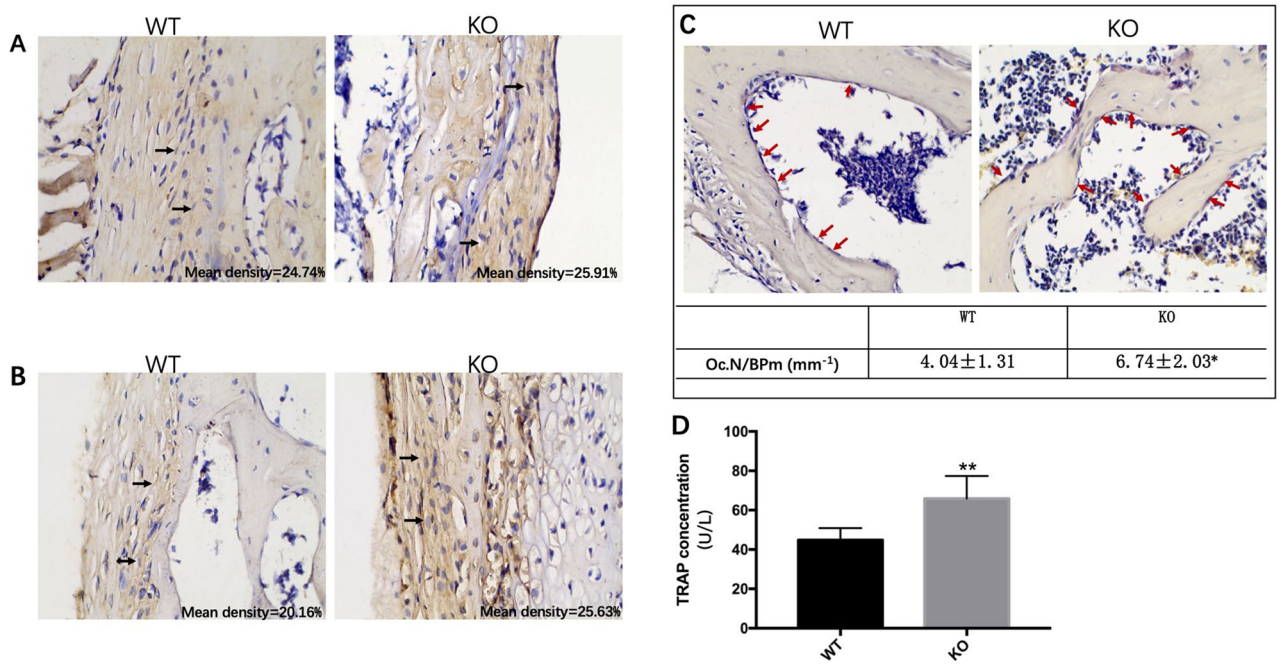 A
WT
KO
Mean density=24.74%
Mean density=25.91%
B
WT
KO
Mean density=20.16%
Mean density=25.63%
C
WT
KO
WT
KO
Oc.N/BPm (mm⁻¹)
4.04±1.31
6.74±2.03*
D
TRAP concentration
(U/L)
100
80
60
40
20
0
**
WT
KO